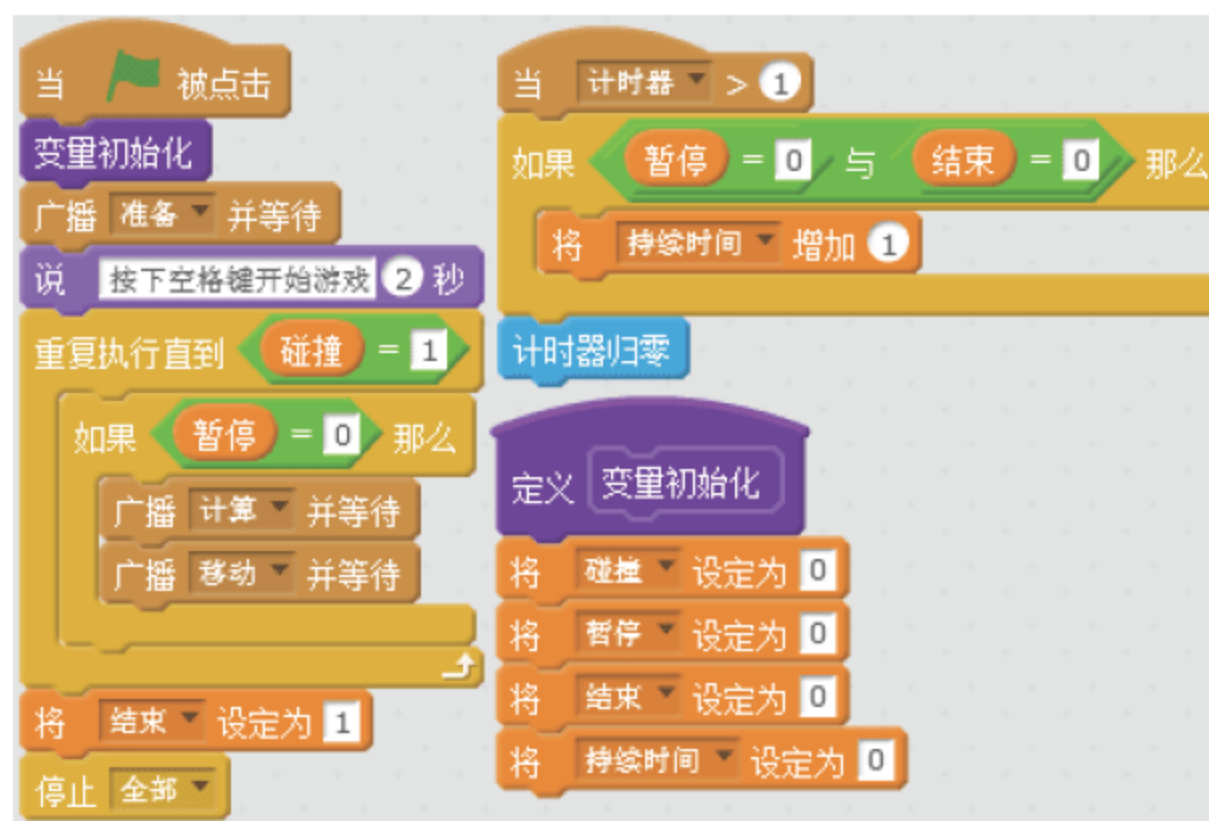 当 被点击
变量初始化
广播 准备 并等待
说 按下空格键开始游戏 2 秒
重复执行直到 碰撞 = 1
如果 暂停 = 0 那么
广播 计算 并等待
广播 移动 并等待
将 结束 设定为 1
停止 全部
当 计时器 > 1
如果 暂停 = 0 与 结束 = 0 那么
将 持续时间 增加 1
计时器归零
定义 变量初始化
将 碰撞 设定为 0
将 暂停 设定为 0
将 结束 设定为 0
将 持续时间 设定为 0